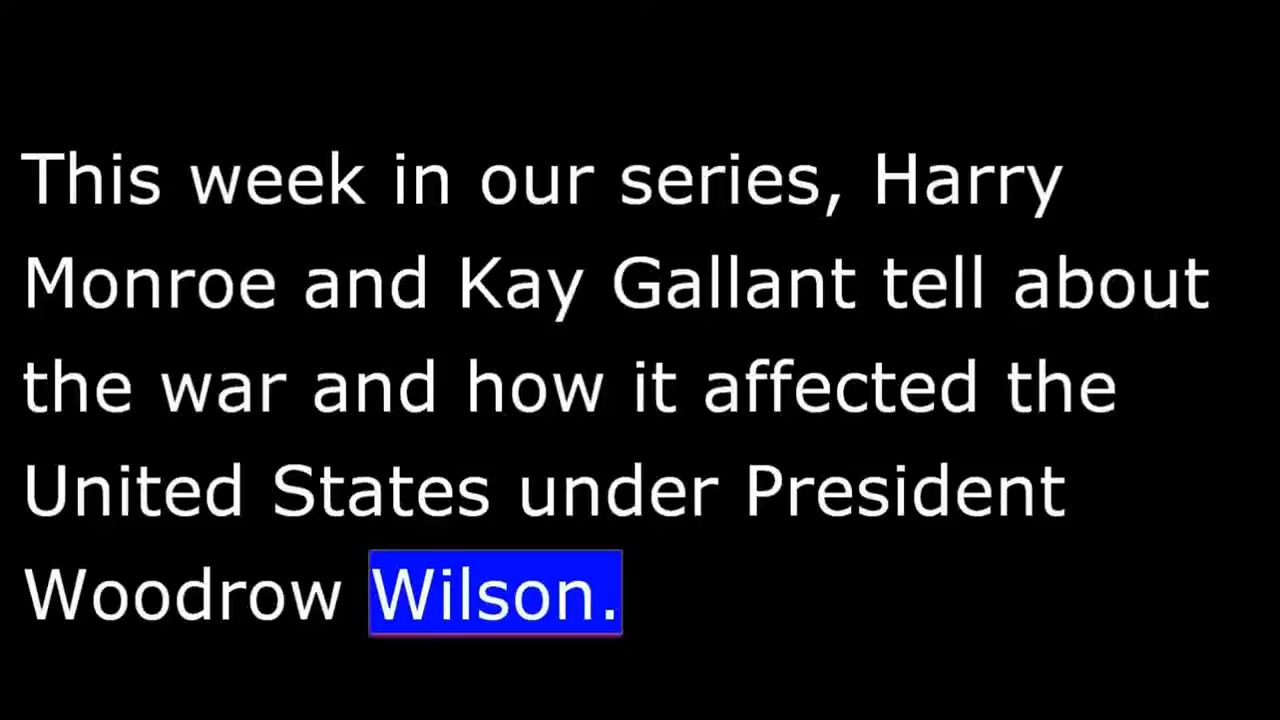 This week in our series, Harry
Monroe and Kay Gallant tell about
the war and how it affected the
United States under President
Woodrow Wilson.